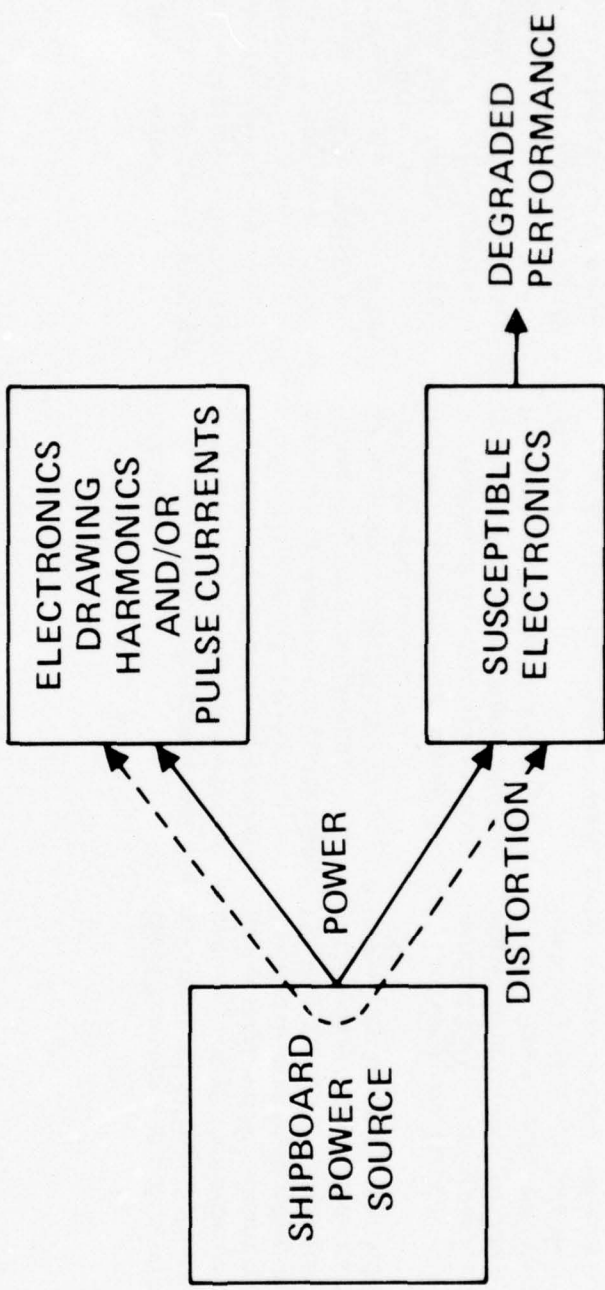 SHIPBOARD
POWER
SOURCE
POWER
DISTORTION
ELECTRONICS
DRAWING
HARMONICS
AND/OR
PULSE CURRENTS
SUSCEPTIBLE
ELECTRONICS
DEGRADED
PERFORMANCE